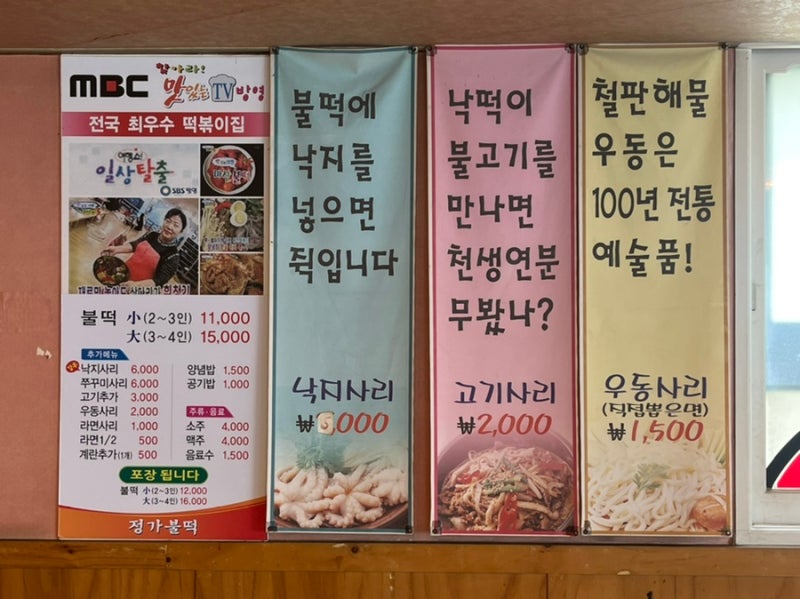 MBC 찾아라! 맛있는 TV 방영
전국 최우수 떡볶이집
일상탈출
SBS 방영
불떡 小(2~3인) 11,000
大(3~4인) 15,000
추가메뉴
낙지사리 6,000
쭈꾸미사리 6,000
고기추가 3,000
우동사리 2,000
라면사리 1,000
라면1/2 500
계란추가(1개) 500
양념밥 1,500
공기밥 1,000
주류·음료
소주 4,000
맥주 4,000
음료수 1,500
포장 됩니다
불떡 小(2~3인) 12,000
大(3~4인) 16,000
정가불떡
불떡에
낙지를
넣으면
쥑입니다
낙지사리
₩6,000
낙떡이
불고기를
만나면
천생연분
무봤나?
고기사리
₩2,000
철판해물
우동은
100년 전통
예술품!
우동사리
(직접뽑은면)
₩1,500